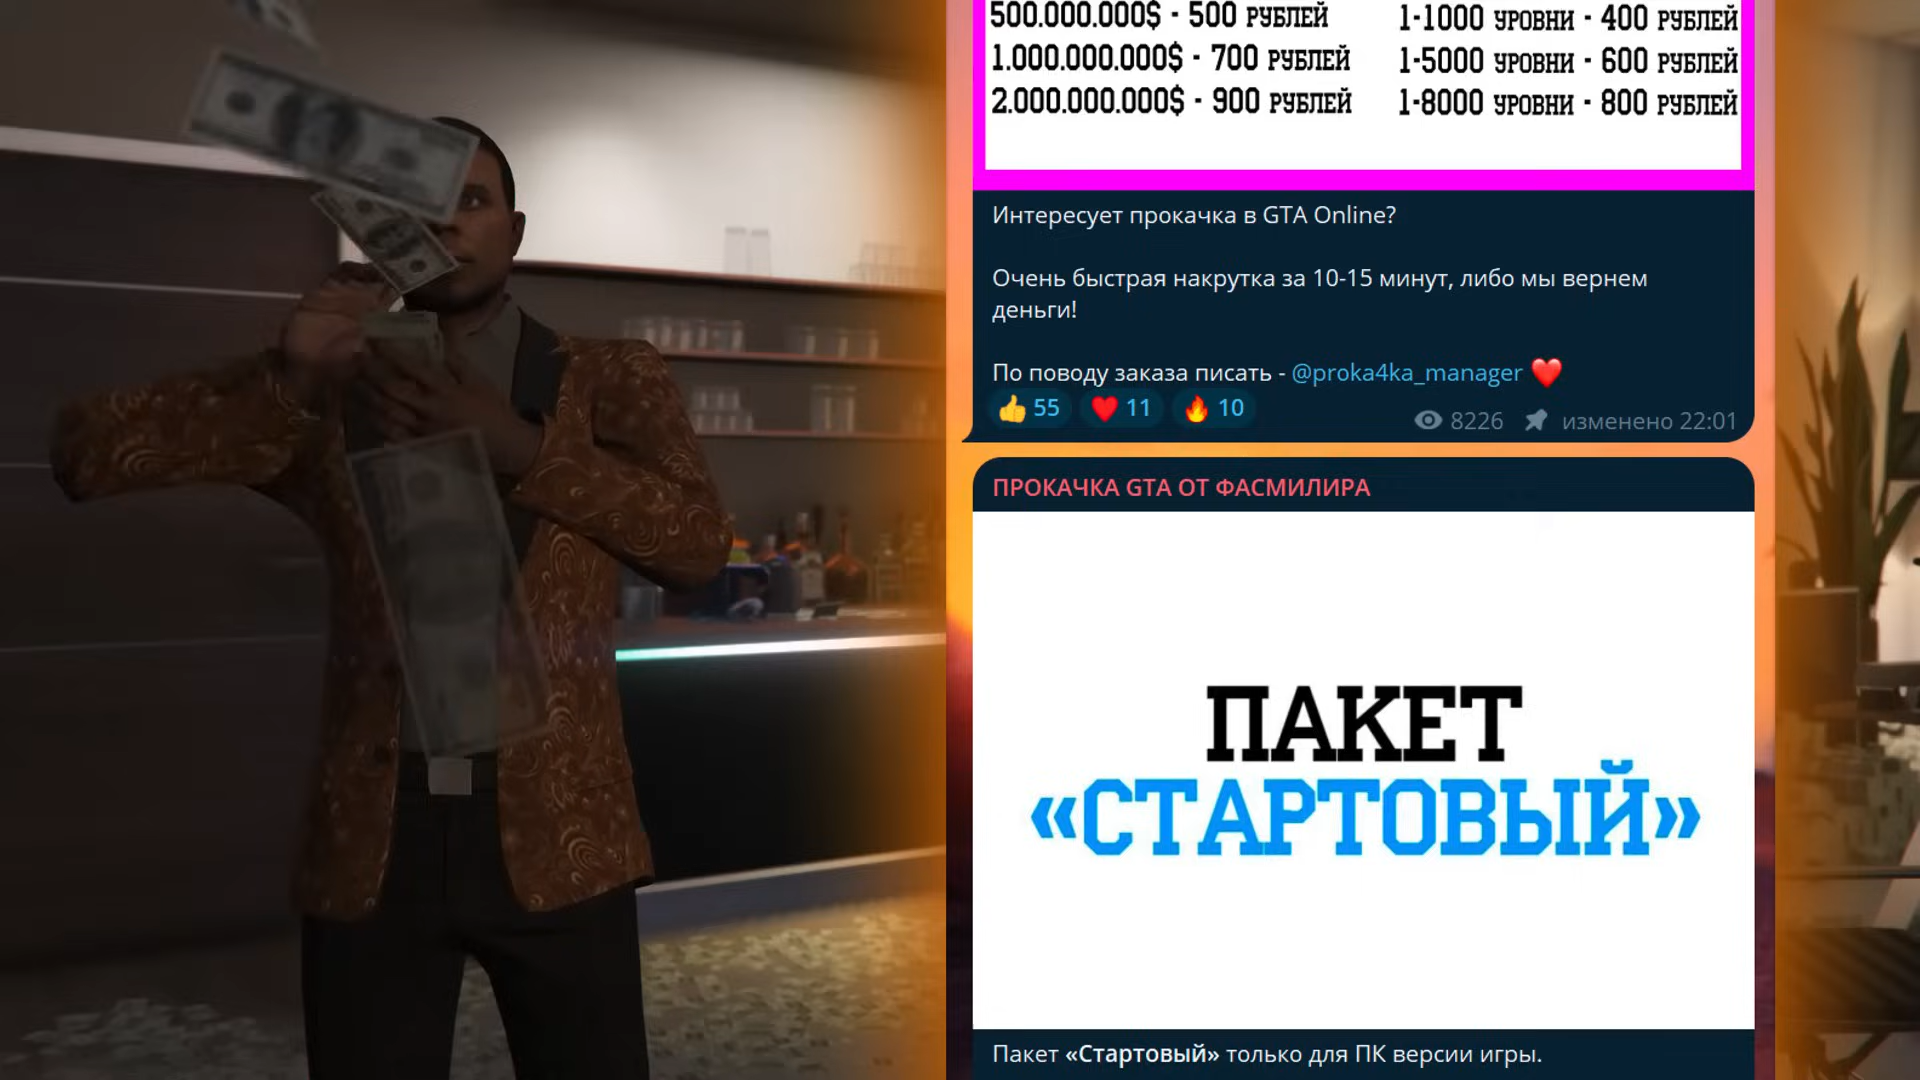 500.000.000$ - 500 РУБЛЕЙ
1.000.000.000$ - 700 РУБЛЕЙ
2.000.000.000$ - 900 РУБЛЕЙ
1-1000 УРОВНИ - 400 РУБЛЕЙ
1-5000 УРОВНИ - 600 РУБЛЕЙ
1-8000 УРОВНИ - 800 РУБЛЕЙ
Интересует прокачка в GTA Online?
Очень быстрая накрутка за 10-15 минут, либо мы вернем
деньги!
По поводу заказа писать - @proka4ka_manager ❤️
👍 55 ❤️ 11 🔥 10
8226 изменено 22:01
ПРОКАЧКА GTA ОТ ФАСМИЛИРА
ПАКЕТ
«СТАРТОВЫЙ»
Пакет «Стартовый» только для ПК версии игры.